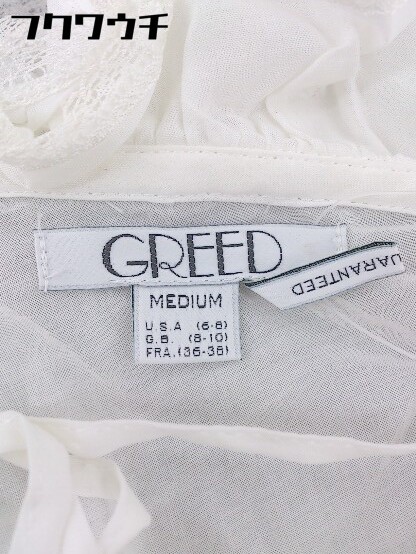 フクワウチ
GREED
MEDIUM
U.S.A (6-8)
G.B. (8-10)
FRA.(36-38)
UARANTEED